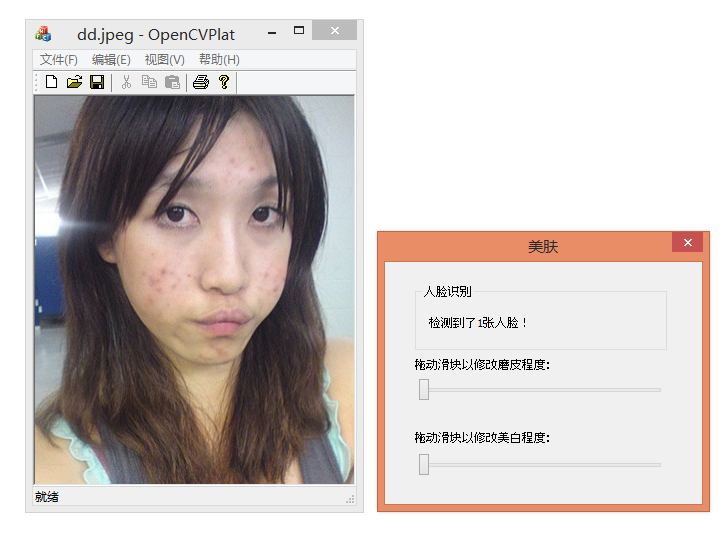 dd.jpeg - OpenCVPlat
文件(F) 编辑(E) 视图(V) 帮助(H)
就绪
美肤
人脸识别
检测到了1张人脸！
拖动滑块以修改磨皮程度：
拖动滑块以修改美白程度：